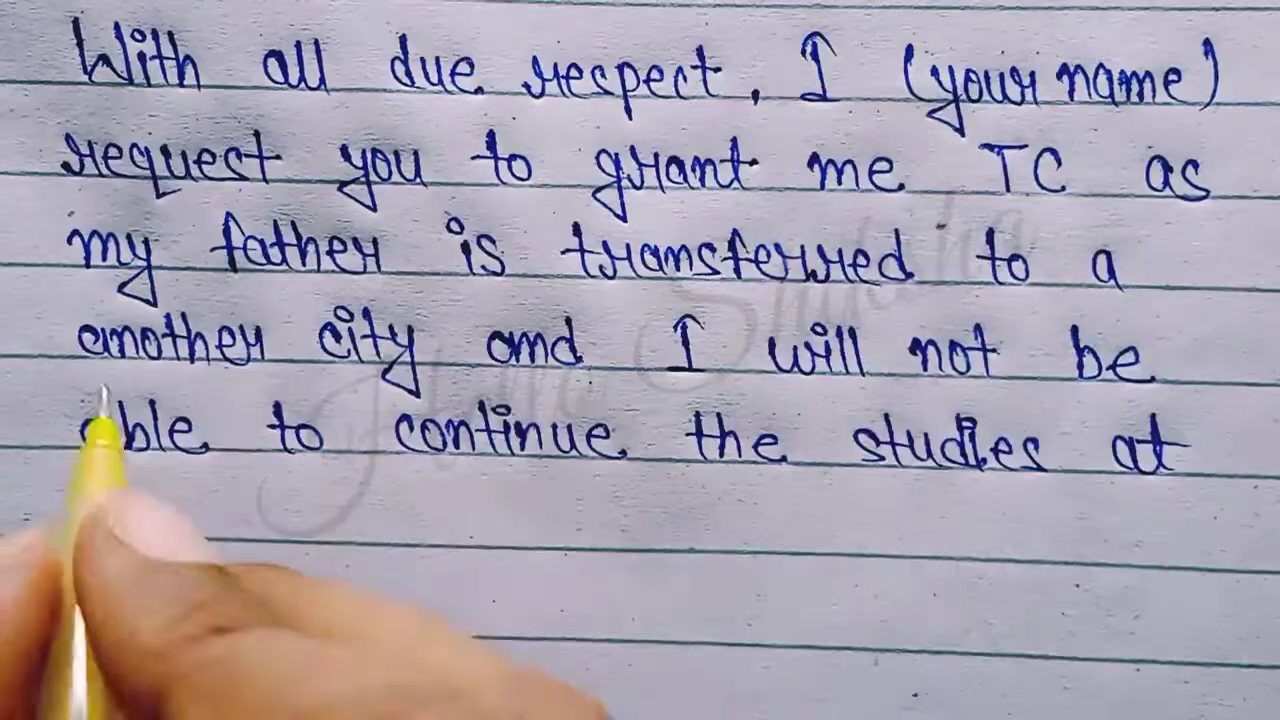 With all due respect, I (your name)
request you to grant me TC as
my father is transferred to a
another city and I will not be
able to continue the studies at